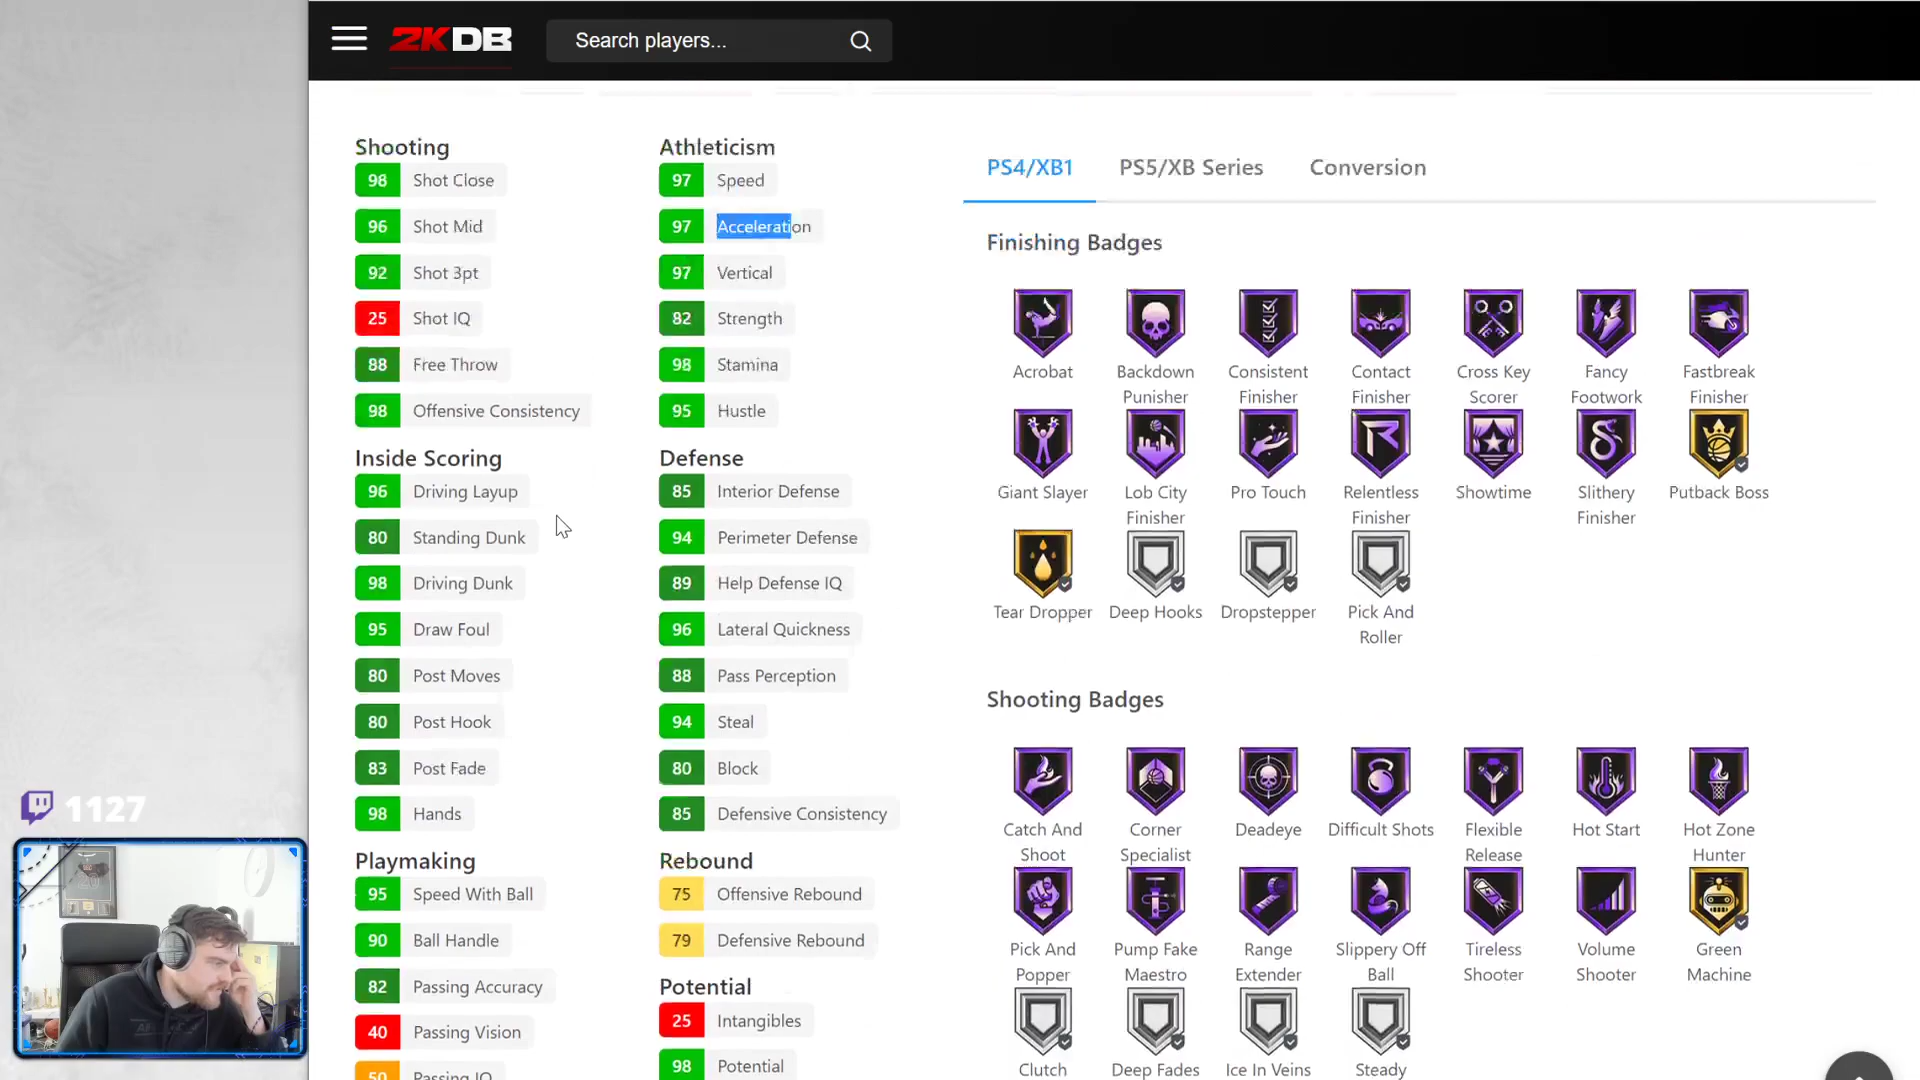 2KDB
Search players...
Shooting
98 Shot Close
96 Shot Mid
92 Shot 3pt
25 Shot IQ
88 Free Throw
98 Offensive Consistency
Inside Scoring
96 Driving Layup
80 Standing Dunk
98 Driving Dunk
95 Draw Foul
80 Post Moves
80 Post Hook
83 Post Fade
98 Hands
Playmaking
95 Speed With Ball
90 Ball Handle
82 Passing Accuracy
40 Passing Vision
50 Passing IQ
Athleticism
97 Speed
97 Acceleration
97 Vertical
82 Strength
98 Stamina
95 Hustle
Defense
85 Interior Defense
94 Perimeter Defense
89 Help Defense IQ
96 Lateral Quickness
88 Pass Perception
94 Steal
80 Block
85 Defensive Consistency
Rebound
75 Offensive Rebound
79 Defensive Rebound
Potential
25 Intangibles
98 Potential
PS4/XB1 PS5/XB Series Conversion
Finishing Badges
Acrobat
Backdown
Punisher
Consistent
Finisher
Contact
Finisher
Cross Key
Scorer
Fancy
Footwork
Fastbreak
Finisher
Giant Slayer
Lob City
Finisher
Pro Touch
Relentless
Finisher
Showtime
Slithery
Finisher
Putback Boss
Tear Dropper
Deep Hooks
Dropstepper
Pick And
Roller
Shooting Badges
Catch And
Shoot
Corner
Specialist
Deadeye
Difficult Shots
Flexible
Release
Hot Start
Hot Zone
Hunter
Pick And
Popper
Pump Fake
Maestro
Range
Extender
Slippery Off
Ball
Tireless
Shooter
Volume
Shooter
Green
Machine
Clutch
Deep Fades
Ice In Veins
Steady
1127